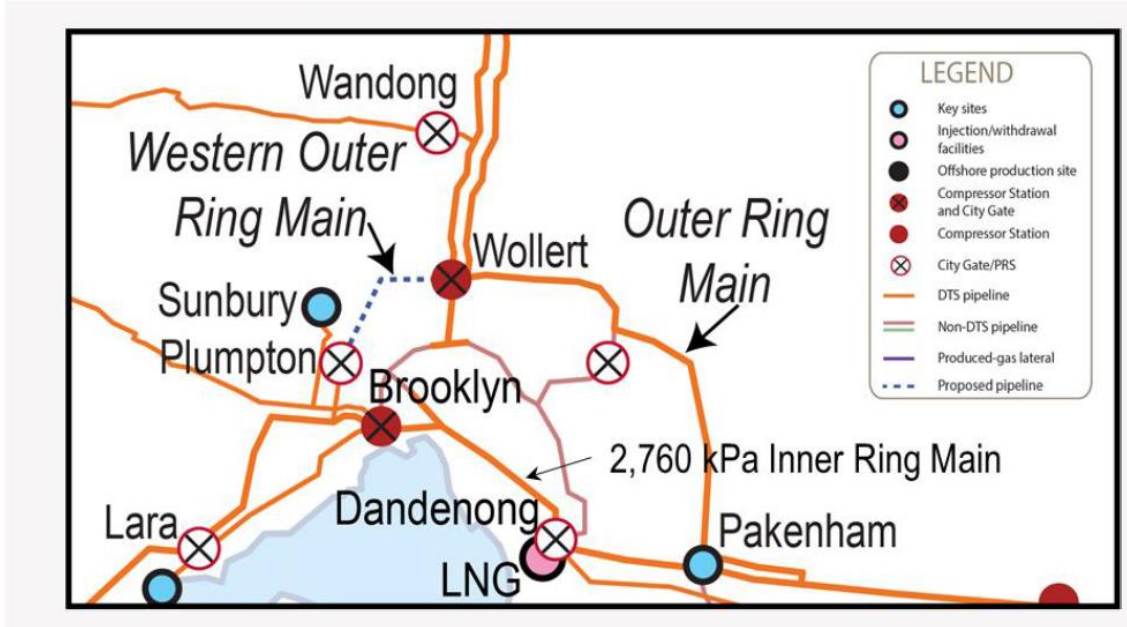 Wandong
Western Outer
Ring Main
Wollert
Outer Ring
Main
Sunbury
Plumpton
Brooklyn
2,760 kPa Inner Ring Main
Lara
Dandenong
LNG
Pakenham
LEGEND
Key sites
Injection/withdrawal
facilities
Offshore production site
Compressor Station
and City Gate
Compressor Station
City Gate/PRS
DTS pipeline
Non-DTS pipeline
Produced-gas lateral
Proposed pipeline